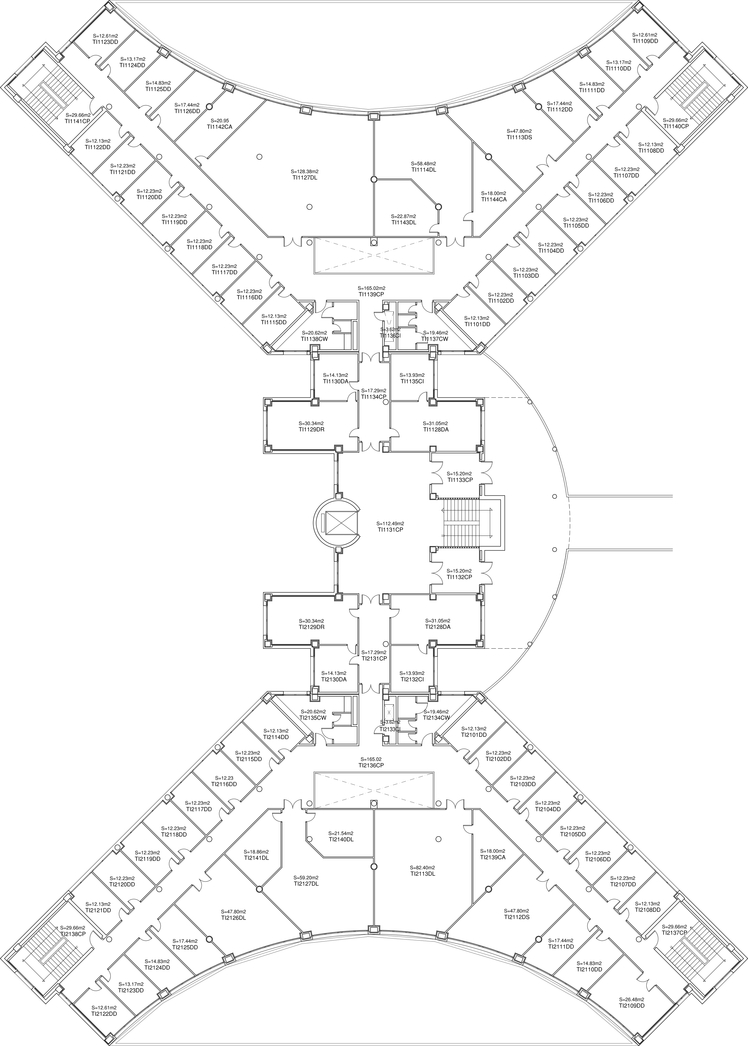 S=12.61m2
TI1123DD
S=13.17m2
TI1124DD
S=14.83m2
TI1125DD
S=17.44m2
TI1126DD
S=20.95
TI1142CA
S=29.66m2
TI1141CP
S=12.13m2
TI1122DD
S=12.23m2
TI1121DD
S=12.23m2
TI1120DD
S=12.23m2
TI1119DD
S=12.23m2
TI1118DD
S=12.23m2
TI1117DD
S=12.23m2
TI1116DD
S=12.13m2
TI1115DD
S=128.38m2
TI1127DL
S=58.48m2
TI1114DL
S=22.87m2
TI1143DL
S=18.00m2
TI1144CA
S=47.80m2
TI1113DS
S=17.44m2
TI1112DD
S=14.83m2
TI1111DD
S=13.17m2
TI1110DD
S=12.61m2
TI1109DD
S=29.66m2
TI1140CP
S=12.13m2
TI1108DD
S=12.23m2
TI1107DD
S=12.23m2
TI1106DD
S=12.23m2
TI1105DD
S=12.23m2
TI1104DD
S=12.23m2
TI1103DD
S=12.23m2
TI1102DD
S=12.13m2
TI1101DD
S=165.02m2
TI1139CP
S=20.62m2
TI1138CW
S=3.62m2
TI1136CI
S=19.46m2
TI1137CW
S=14.13m2
TI1130DA
S=17.29m2
TI1134CP
S=13.93m2
TI1135CI
S=30.34m2
TI1129DR
S=31.05m2
TI1128DA
S=15.20m2
TI1133CP
S=112.49m2
TI1131CP
S=15.20m2
TI1132CP
S=30.34m2
TI2129DR
S=31.05m2
TI2128DA
S=17.29m2
TI2131CP
S=14.13m2
TI2130DA
S=13.93m2
TI2132CI
S=20.62m2
TI2135CW
S=3.62m2
TI2133CI
S=19.46m2
TI2134CW
S=165.02
TI2136CP
S=12.13m2
TI2114DD
S=12.23m2
TI2115DD
S=12.23
TI2116DD
S=12.23m2
TI2117DD
S=12.23m2
TI2118DD
S=12.23m2
TI2119DD
S=12.23m2
TI2120DD
S=12.13m2
TI2121DD
S=29.66m2
TI2138CP
S=12.61m2
TI2122DD
S=13.17m2
TI2123DD
S=14.83m2
TI2124DD
S=17.44m2
TI2125DD
S=47.80m2
TI2126DL
S=16.86m2
TI2141DL
S=59.20m2
TI2127DL
S=21.54m2
TI2140DL
S=82.40m2
TI2113DL
S=18.00m2
TI2139CA
S=47.80m2
TI2112DS
S=17.44m2
TI2111DD
S=14.83m2
TI2110DD
S=26.48m2
TI2109DD
S=29.66m2
TI2137CP
S=12.13m2
TI2108DD
S=12.23m2
TI2107DD
S=12.23m2
TI2106DD
S=12.23m2
TI2105DD
S=12.23m2
TI2104DD
S=12.23m2
TI2103DD
S=12.23m2
TI2102DD
S=12.13m2
TI2101DD